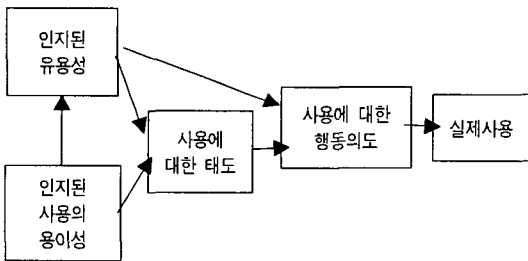 인지된
유용성
사용에
대한 태도
사용에 대한
행동의도
실제사용
인지된
사용의
용이성